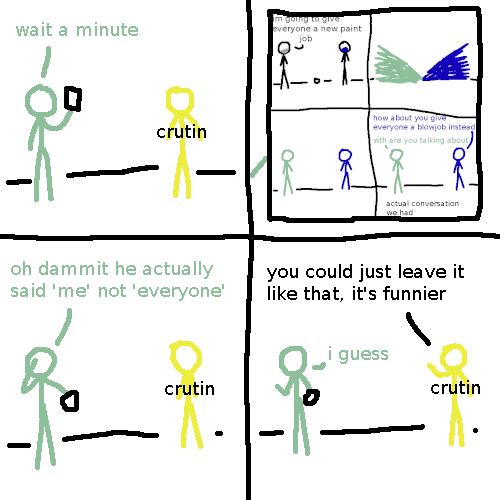 wait a minute
crutin
im going to give
everyone a new paint
job
how about you give
everyone a blowjob instead
wth are you talking about
actual conversation
we had
oh dammit he actually
said 'me' not 'everyone'
crutin
you could just leave it
like that, it's funnier
i guess
crutin